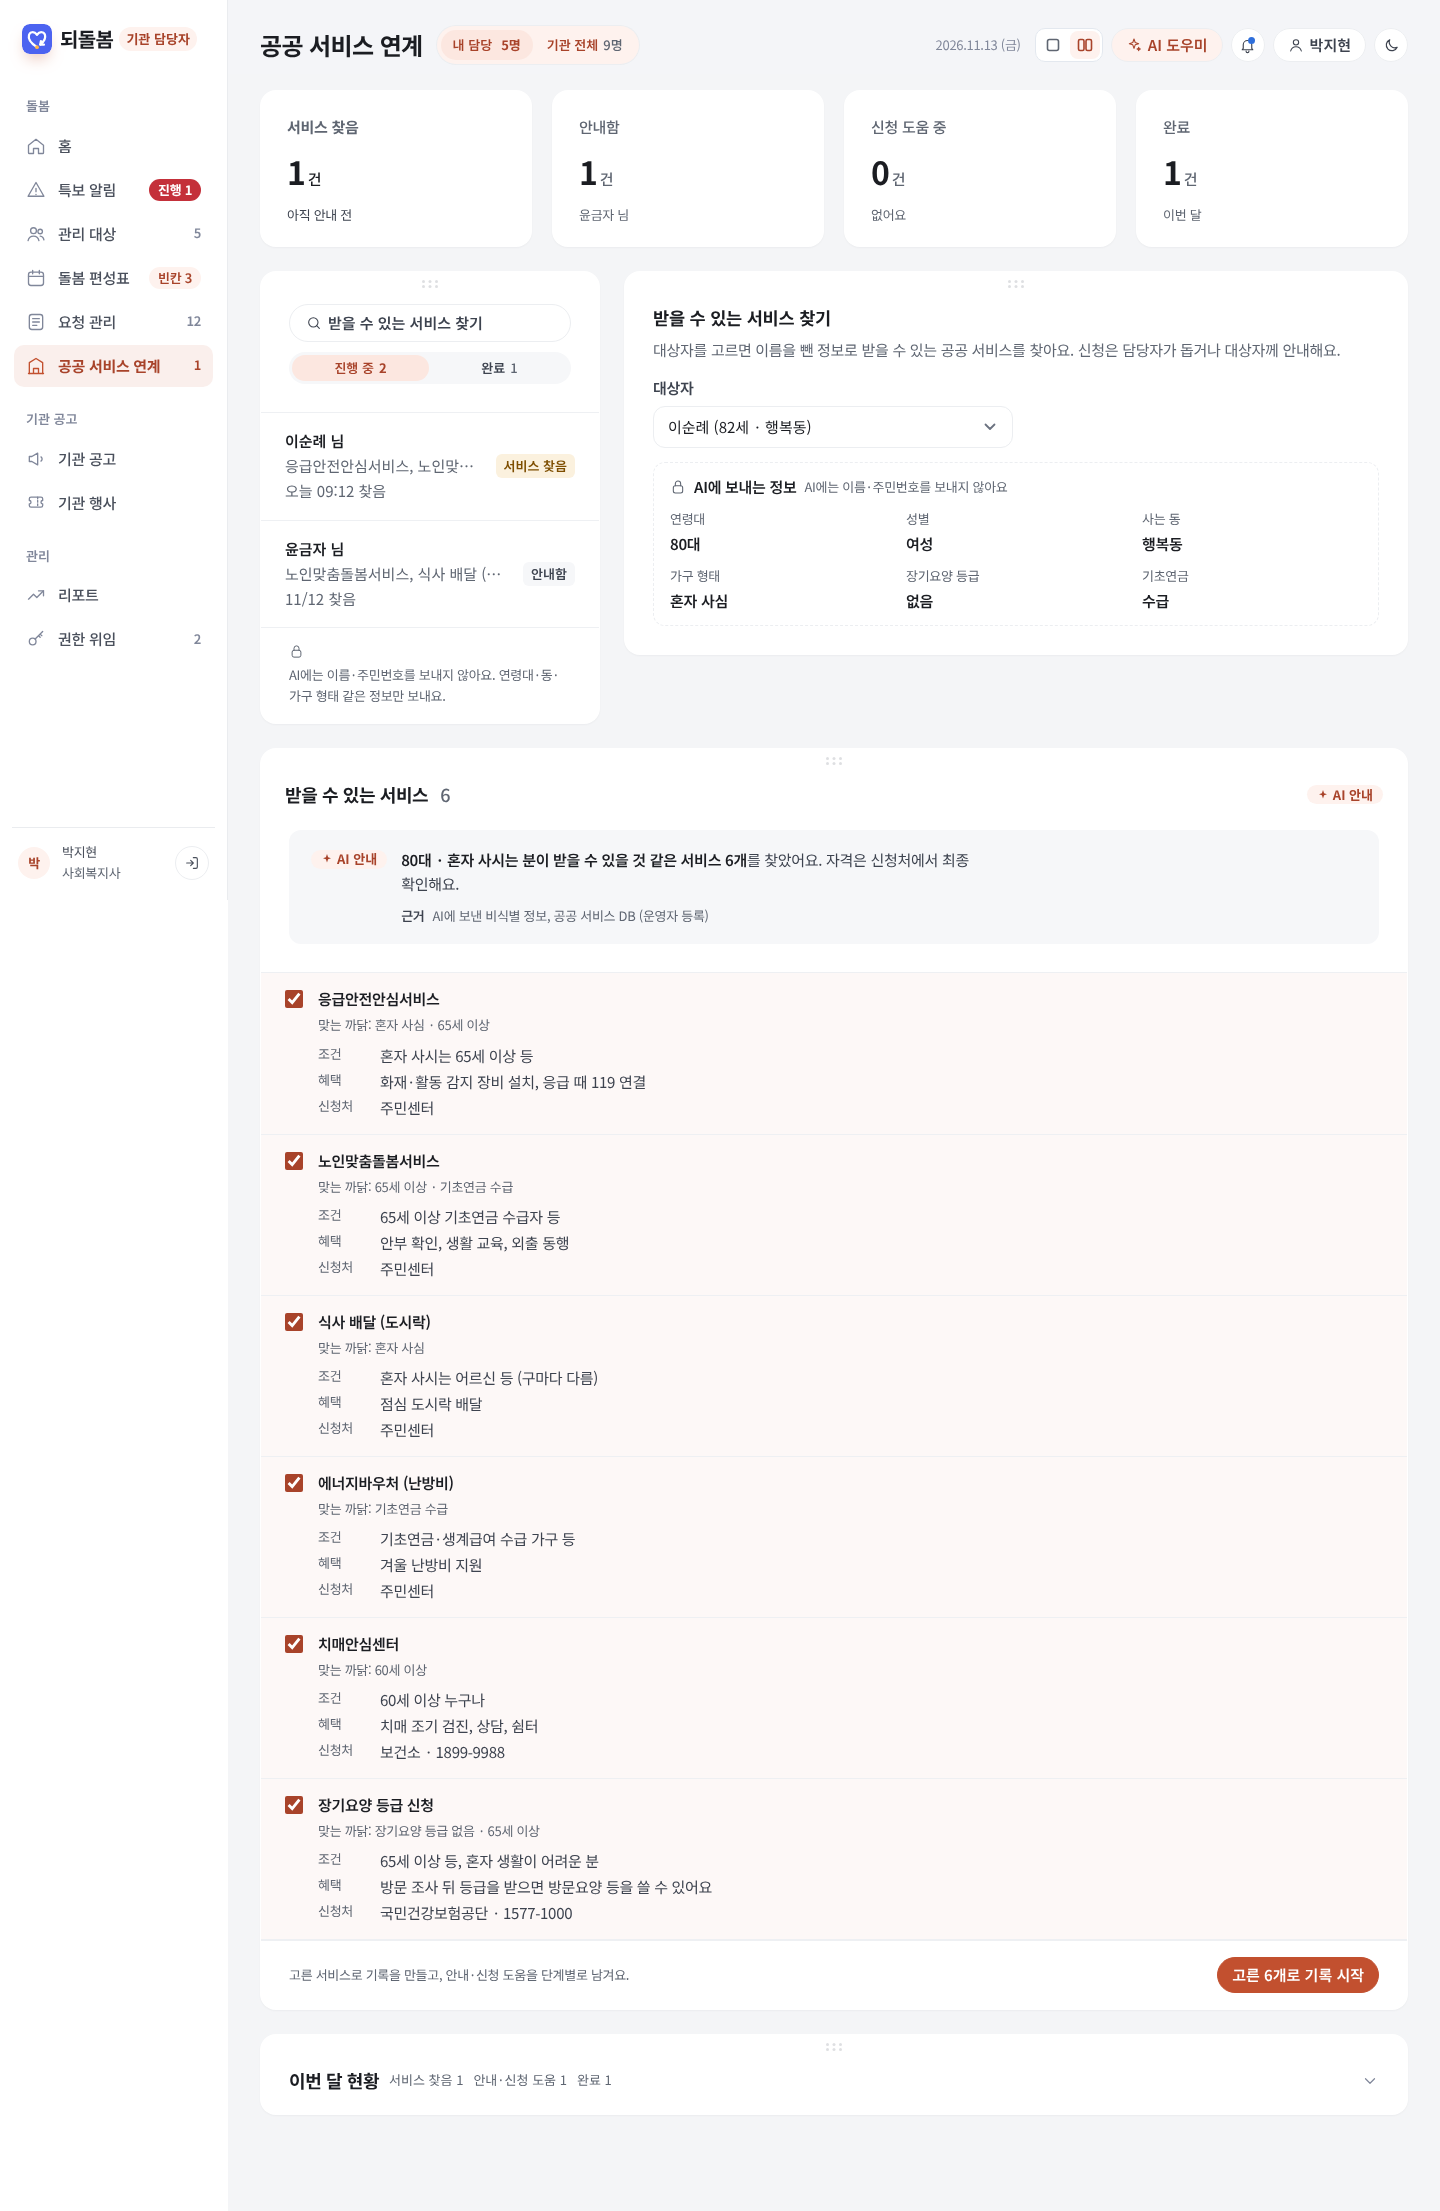 되돌봄 기관 담당자
돌봄
홈
특보 알림 진행 1
관리 대상 5
돌봄 편성표 빈칸 3
요청 관리 12
공공 서비스 연계 1
기관 공고
기관 공고
기관 행사
관리
리포트
권한 위임 2
박 박지현
사회복지사
공공 서비스 연계 내 담당 5명 기관 전체 9명 2026.11.13 (금) AI 도우미 박지현
서비스 찾음
1건
아직 안내 전
안내함
1건
윤금자 님
신청 도움 중
0건
없어요
완료
1건
이번 달
받을 수 있는 서비스 찾기
진행 중 2 완료 1
이순례 님
응급안전안심서비스, 노인맞… 서비스 찾음
오늘 09:12 찾음
윤금자 님
노인맞춤돌봄서비스, 식사 배달 (… 안내함
11/12 찾음
AI에는 이름·주민번호를 보내지 않아요. 연령대·동·
가구 형태 같은 정보만 보내요.
받을 수 있는 서비스 찾기
대상자를 고르면 이름을 뺀 정보로 받을 수 있는 공공 서비스를 찾아요. 신청은 담당자가 돕거나 대상자께 안내해요.
대상자
이순례 (82세 · 행복동)
AI에 보내는 정보 AI에는 이름·주민번호를 보내지 않아요
연령대 성별 사는 동
80대 여성 행복동
가구 형태 장기요양 등급 기초연금
혼자 사심 없음 수급
받을 수 있는 서비스 6 AI 안내
AI 안내 80대 · 혼자 사시는 분이 받을 수 있을 것 같은 서비스 6개를 찾았어요. 자격은 신청처에서 최종
확인해요.
근거 AI에 보낸 비식별 정보, 공공 서비스 DB (운영자 등록)
응급안전안심서비스
맞는 까닭: 혼자 사심 · 65세 이상
조건 혼자 사시는 65세 이상 등
혜택 화재·활동 감지 장비 설치, 응급 때 119 연결
신청처 주민센터
노인맞춤돌봄서비스
맞는 까닭: 65세 이상 · 기초연금 수급
조건 65세 이상 기초연금 수급자 등
혜택 안부 확인, 생활 교육, 외출 동행
신청처 주민센터
식사 배달 (도시락)
맞는 까닭: 혼자 사심
조건 혼자 사시는 어르신 등 (구마다 다름)
혜택 점심 도시락 배달
신청처 주민센터
에너지바우처 (난방비)
맞는 까닭: 기초연금 수급
조건 기초연금·생계급여 수급 가구 등
혜택 겨울 난방비 지원
신청처 주민센터
치매안심센터
맞는 까닭: 60세 이상
조건 60세 이상 누구나
혜택 치매 조기 검진, 상담, 쉼터
신청처 보건소 · 1899-9988
장기요양 등급 신청
맞는 까닭: 장기요양 등급 없음 · 65세 이상
조건 65세 이상 등, 혼자 생활이 어려운 분
혜택 방문 조사 뒤 등급을 받으면 방문요양 등을 쓸 수 있어요
신청처 국민건강보험공단 · 1577-1000
고른 서비스로 기록을 만들고, 안내·신청 도움을 단계별로 남겨요. 고른 6개로 기록 시작
이번 달 현황 서비스 찾음 1 안내·신청 도움 1 완료 1